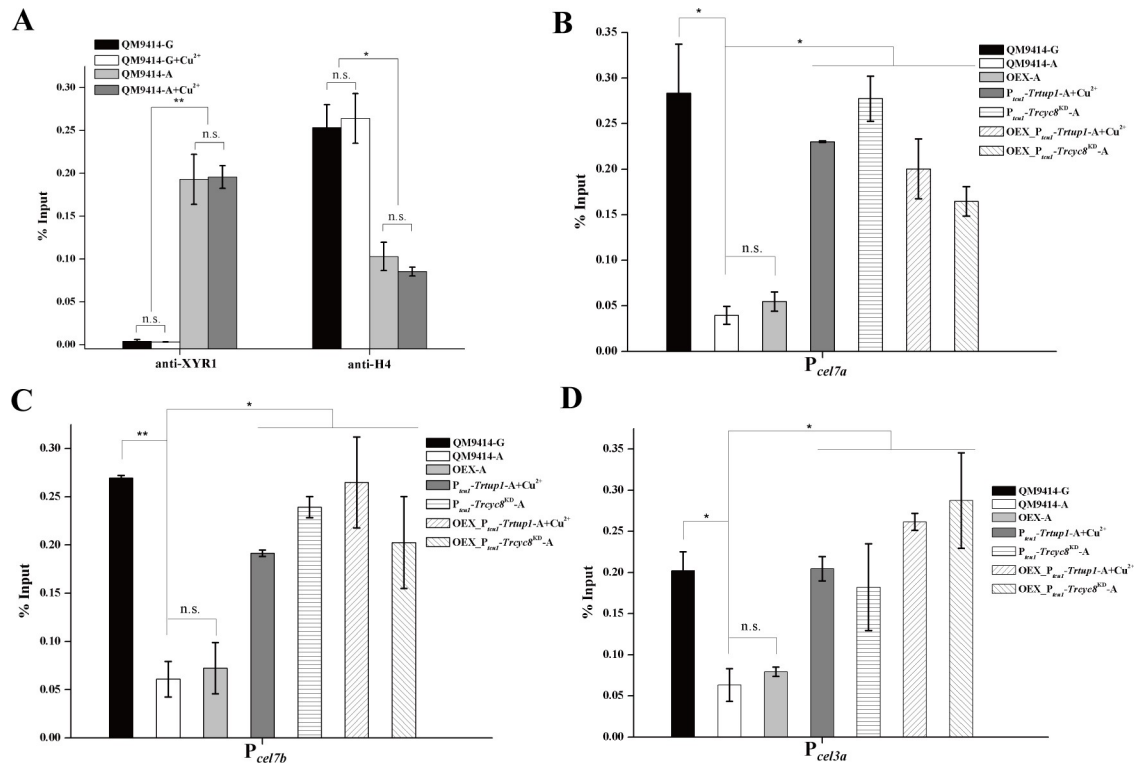 A
QM9414-G
QM9414-G+Cu²⁺
QM9414-A
QM9414-A+Cu²⁺
n.s.
*
**
n.s.
n.s.
n.s.
% Input
0.30
0.25
0.20
0.15
0.10
0.05
0.00
anti-XYR1
anti-H4
B
*
*
n.s.
QM9414-G
QM9414-A
OEX-A
Ptcu1-Trtup1-A+Cu²⁺
Ptcu1-Trcyc8KD-A
OEX_Ptcu1-Trtup1-A+Cu²⁺
OEX_Ptcu1-Trcyc8KD-A
% Input
0.35
0.30
0.25
0.20
0.15
0.10
0.05
0.00
Pcel7a
C
*
**
n.s.
QM9414-G
QM9414-A
OEX-A
Ptcu1-Trtup1-A+Cu²⁺
Ptcu1-Trcyc8KD-A
OEX_Ptcu1-Trtup1-A+Cu²⁺
OEX_Ptcu1-Trcyc8KD-A
% Input
0.30
0.25
0.20
0.15
0.10
0.05
0.00
Pcel7b
D
*
*
n.s.
QM9414-G
QM9414-A
OEX-A
Ptcu1-Trtup1-A+Cu²⁺
Ptcu1-Trcyc8KD-A
OEX_Ptcu1-Trtup1-A+Cu²⁺
OEX_Ptcu1-Trcyc8KD-A
% Input
0.35
0.30
0.25
0.20
0.15
0.10
0.05
0.00
Pcel3a